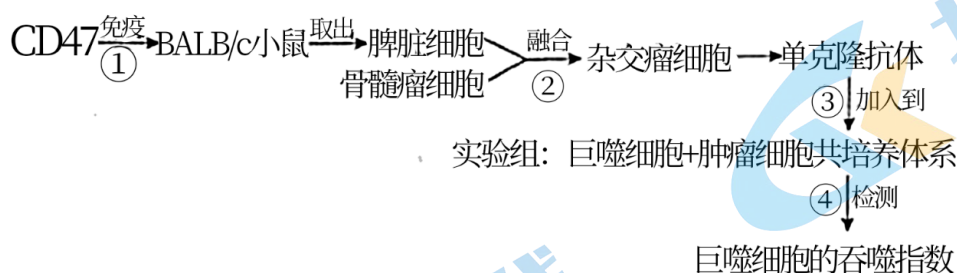 CD47 免疫 ① BALB/c小鼠 取出 脾脏细胞 融合 ② 杂交瘤细胞 单克隆抗体
骨髓瘤细胞
③ 加入到
实验组：巨噬细胞+肿瘤细胞共培养体系
④ 检测
巨噬细胞的吞噬指数